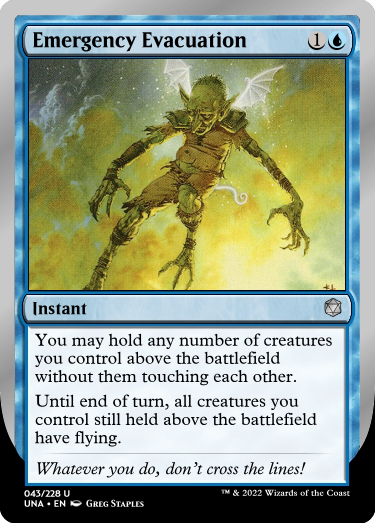 Emergency Evacuation 1
Instant
You may hold any number of creatures
you control above the battlefield
without them touching each other.
Until end of turn, all creatures you
control still held above the battlefield
have flying.
Whatever you do, don't cross the lines!
043/228 U
UNA • EN Greg Staples
™ & © 2022 Wizards of the Coast